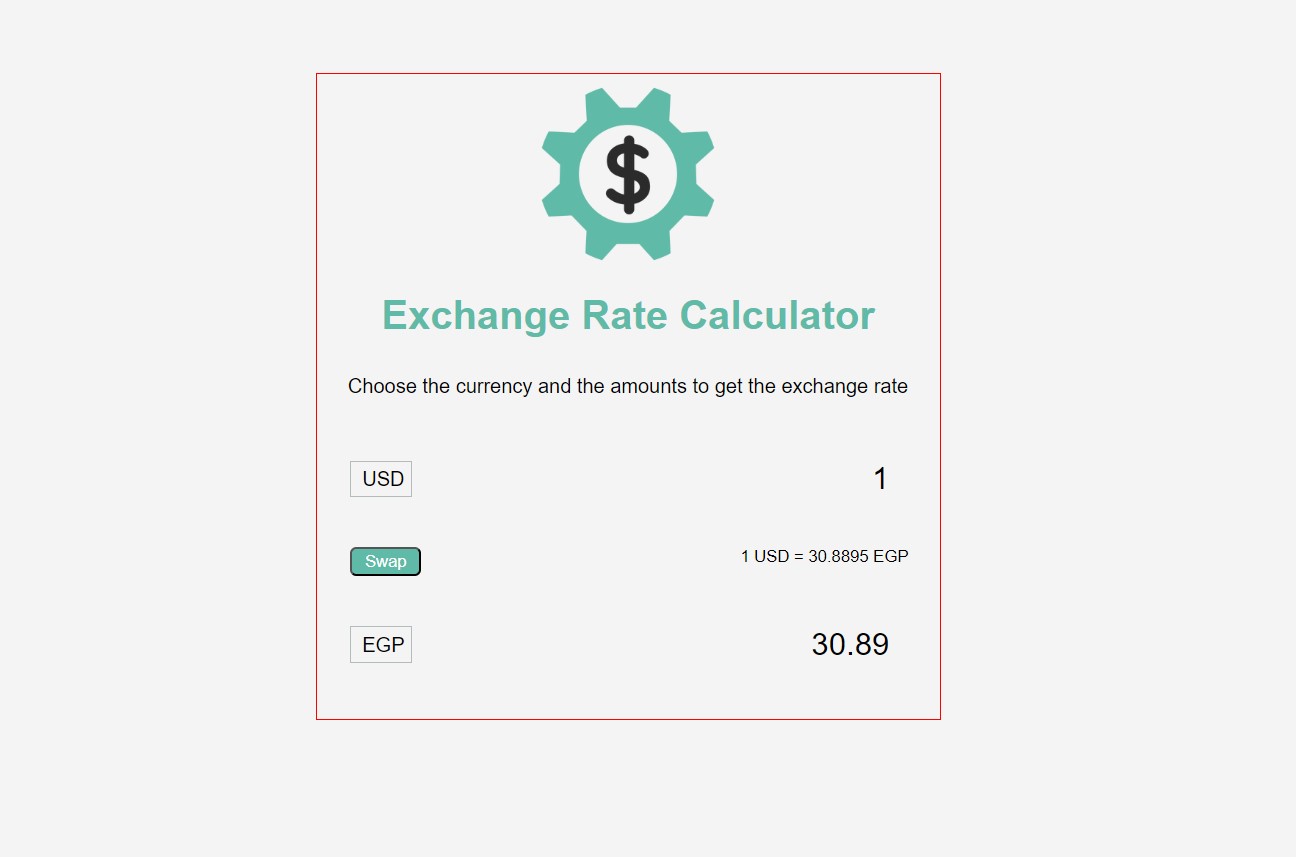 $
Exchange Rate Calculator
Choose the currency and the amounts to get the exchange rate
USD 1
Swap 1 USD = 30.8895 EGP
EGP 30.89